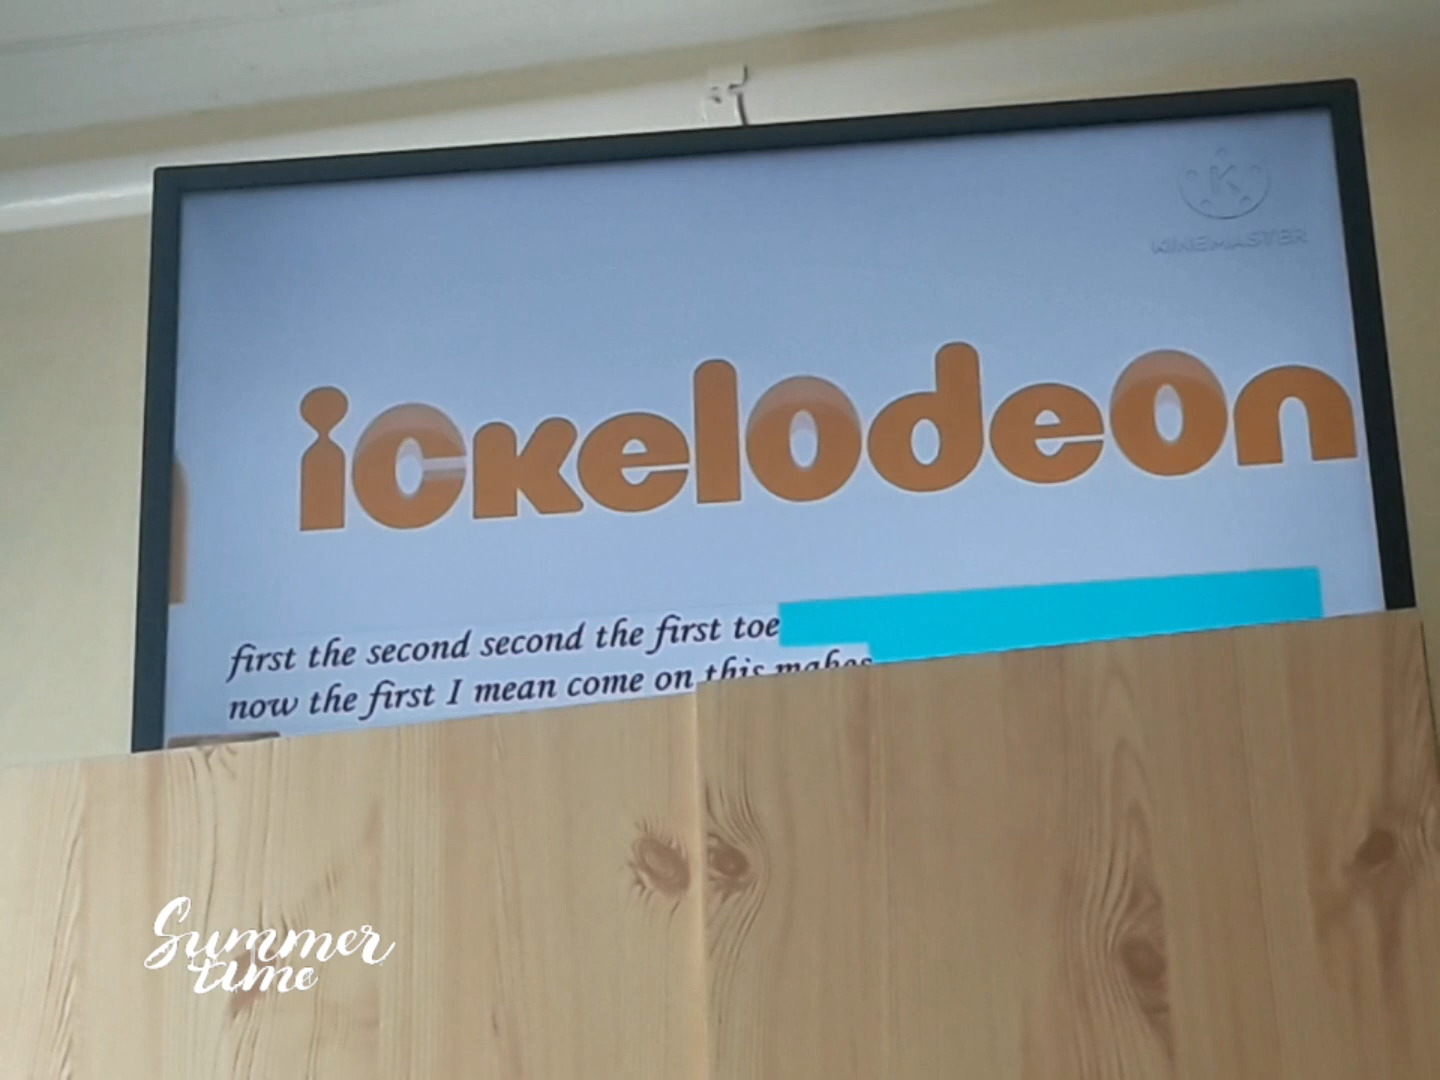 KINEMASTER
ickelodeon
first the second second the first toe
now the first I mean come on this makes
Summer
time